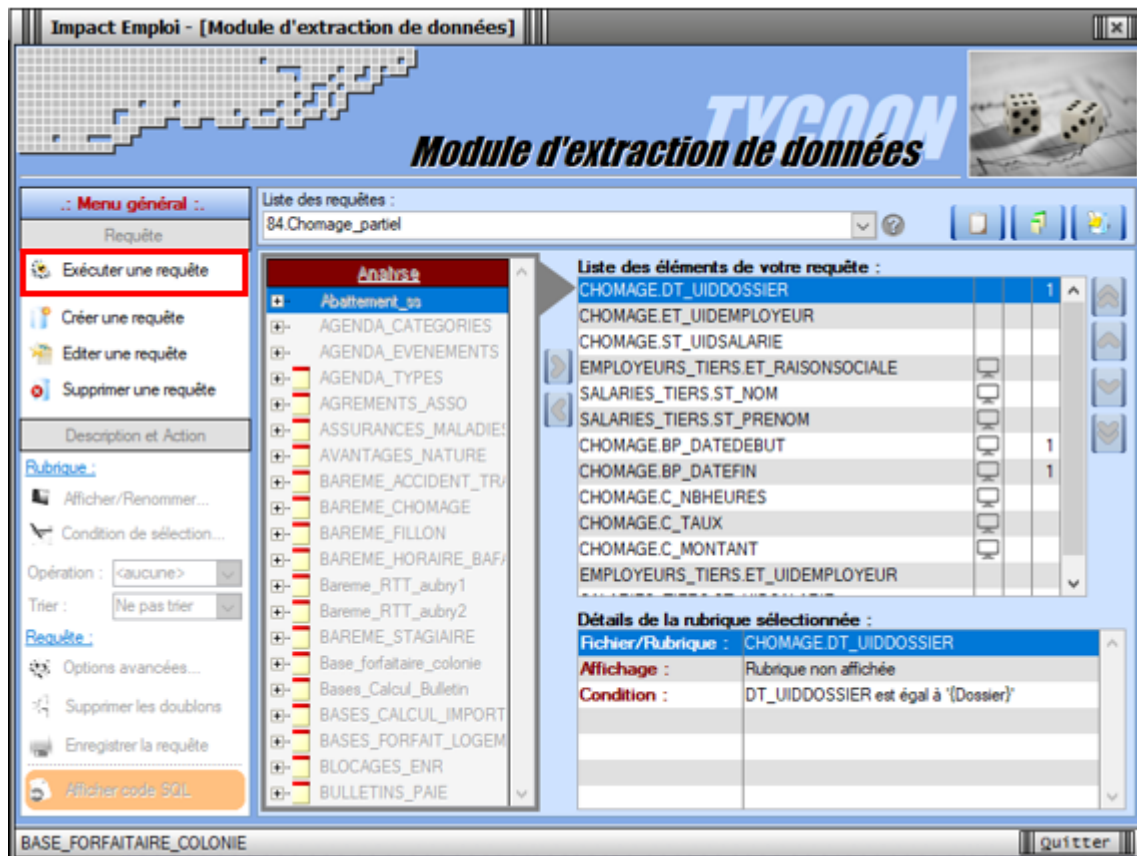 Impact Emploi - [Module d'extraction de données]
TYCOON
Module d'extraction de données
.: Menu général :.
Requête
Exécuter une requête
Créer une requête
Editer une requête
Supprimer une requête
Description et Action
Rubrique :
Afficher/Renommer...
Condition de sélection...
Opération : <aucune>
Trier : Ne pas trier
Requête :
Options avancées...
Supprimer les doublons
Enregistrer la requête
Afficher code SQL
Liste des requêtes :
84.Chomage_partiel
Analyse
Abattement_ss
AGENDA_CATEGORIES
AGENDA_EVENEMENTS
AGENDA_TYPES
AGREMENTS_ASSO
ASSURANCES_MALADIES
AVANTAGES_NATURE
BAREME_ACCIDENT_TRA
BAREME_CHOMAGE
BAREME_FILLON
BAREME_HORAIRE_BAFA
Bareme_RTT_aubry1
Bareme_RTT_aubry2
BAREME_STAGIAIRE
Base_forfaitaire_colonie
Bases_Calcul_Bulletin
BASES_CALCUL_IMPORT
BASES_FORFAIT_LOGEM
BLOCAGES_ENR
BULLETINS_PAIE
Liste des éléments de votre requête :
CHOMAGE.DT_UIDDOSSIER 1
CHOMAGE.ET_UIDEMPLOYEUR
CHOMAGE.ST_UIDSALARIE
EMPLOYEURS_TIERS.ET_RAISONSOCIALE
SALARIES_TIERS.ST_NOM
SALARIES_TIERS.ST_PRENOM
CHOMAGE.BP_DATEDEBUT 1
CHOMAGE.BP_DATEFIN 1
CHOMAGE.C_NBHEURES
CHOMAGE.C_TAUX
CHOMAGE.C_MONTANT
EMPLOYEURS_TIERS.ET_UIDEMPLOYEUR
Détails de la rubrique sélectionnée :
Fichier/Rubrique : CHOMAGE.DT_UIDDOSSIER
Affichage : Rubrique non affichée
Condition : DT_UIDDOSSIER est égal à '{Dossier}'
BASE_FORFAITAIRE_COLONIE
Quitter